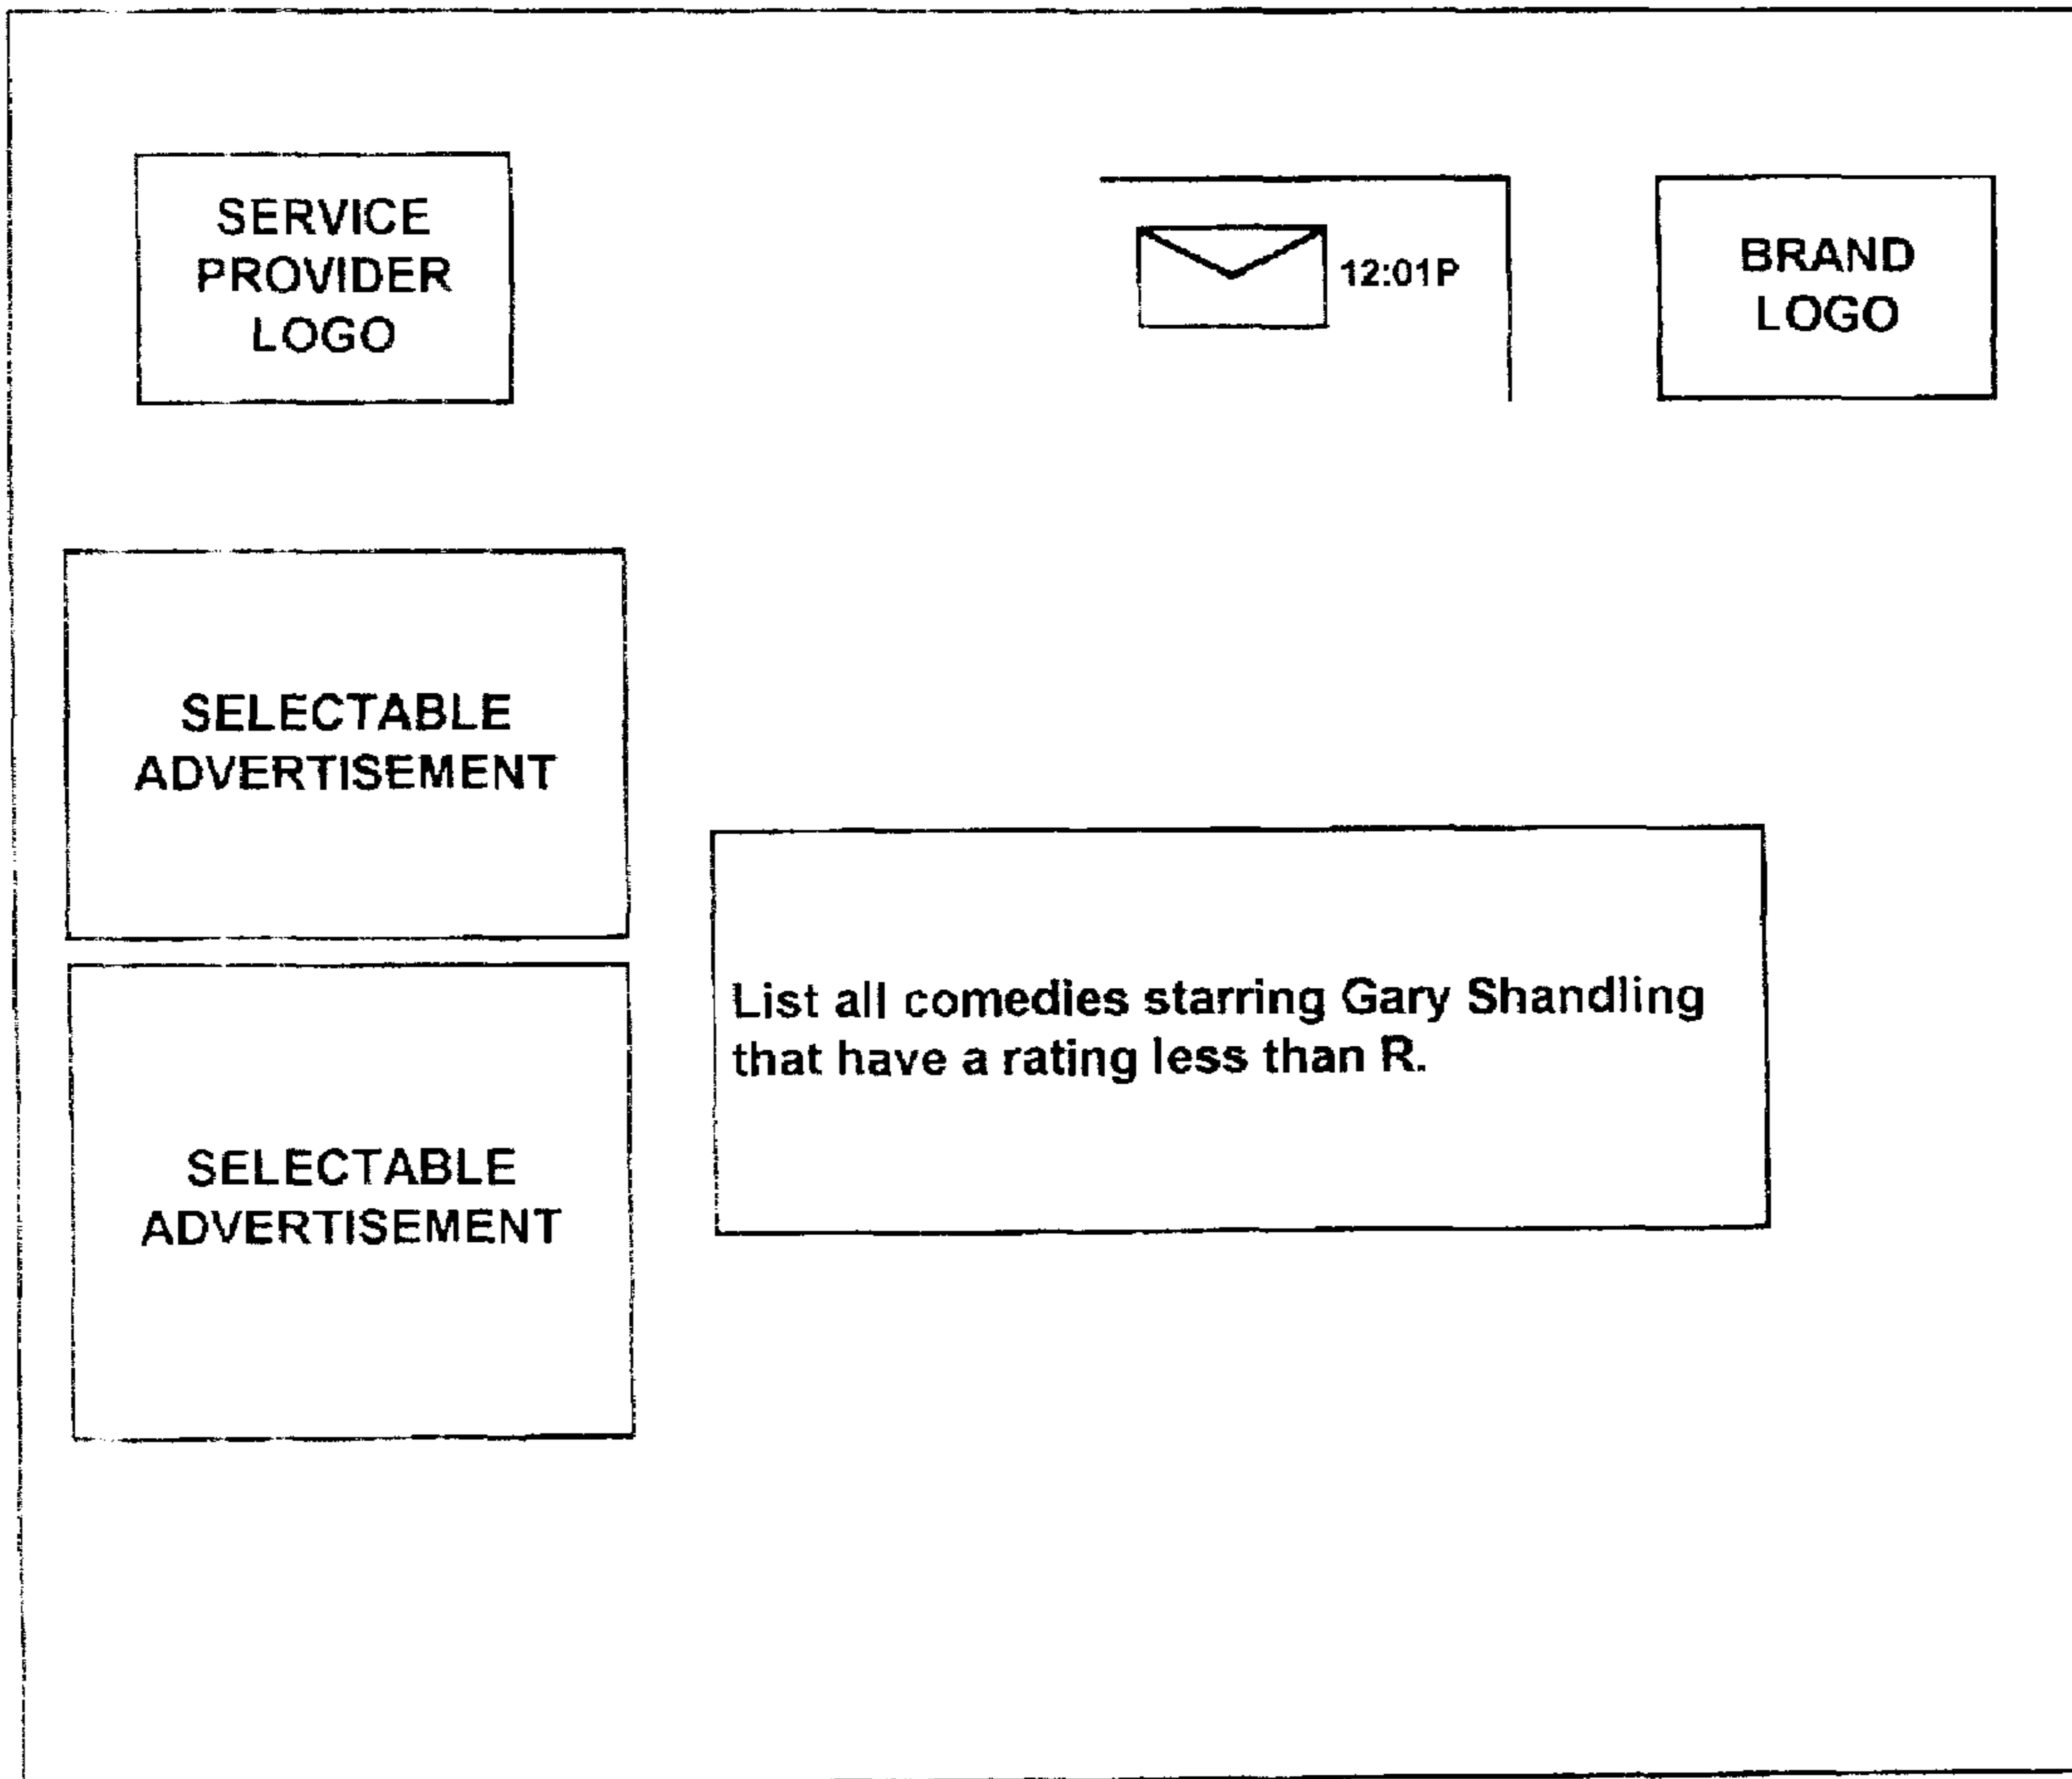 SERVICE
PROVIDER
LOGO
12:01P
BRAND
LOGO
SELECTABLE
ADVERTISEMENT
SELECTABLE
ADVERTISEMENT
List all comedies starring Gary Shandling
that have a rating less than R.